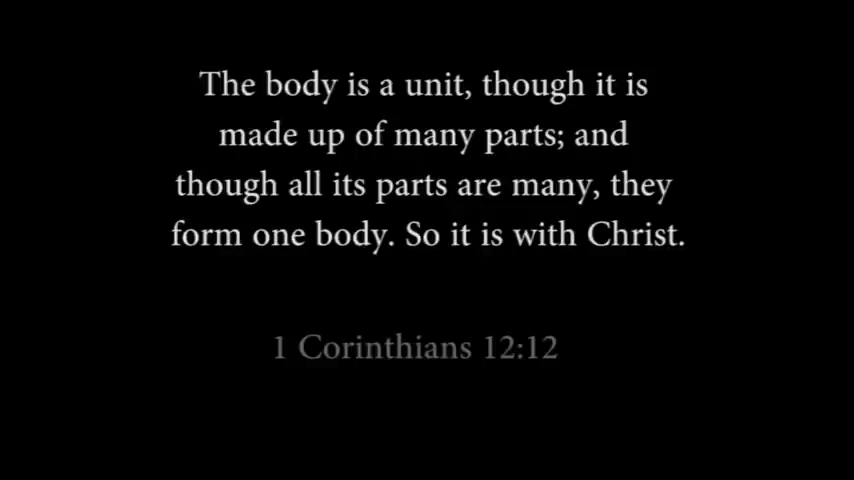 The body is a unit, though it is
made up of many parts; and
though all its parts are many, they
form one body. So it is with Christ.
1 Corinthians 12:12